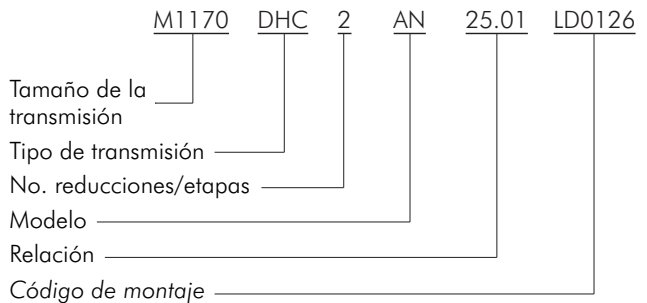 M1170 DHC 2 AN 25.01 LD0126
Tamaño de la
transmisión
Tipo de transmisión
No. reducciones/etapas
Modelo
Relación
Código de montaje